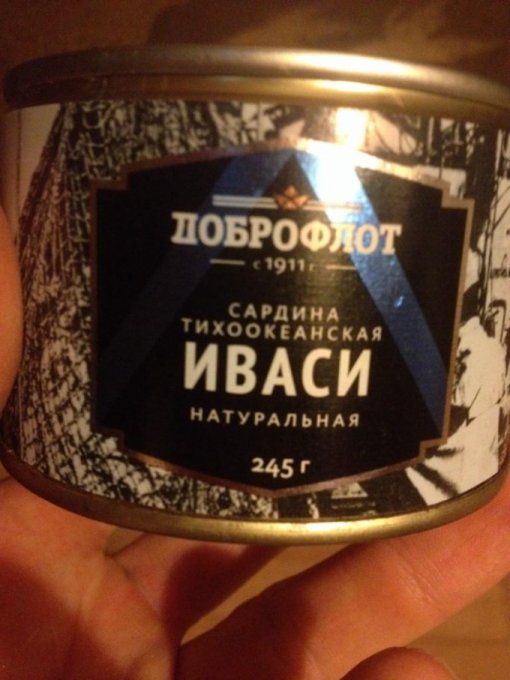 ДОБРОФЛОТ
с 1911 г
САРДИНА
ТИХООКЕАНСКАЯ
ИВАСИ
НАТУРАЛЬНАЯ
245 г